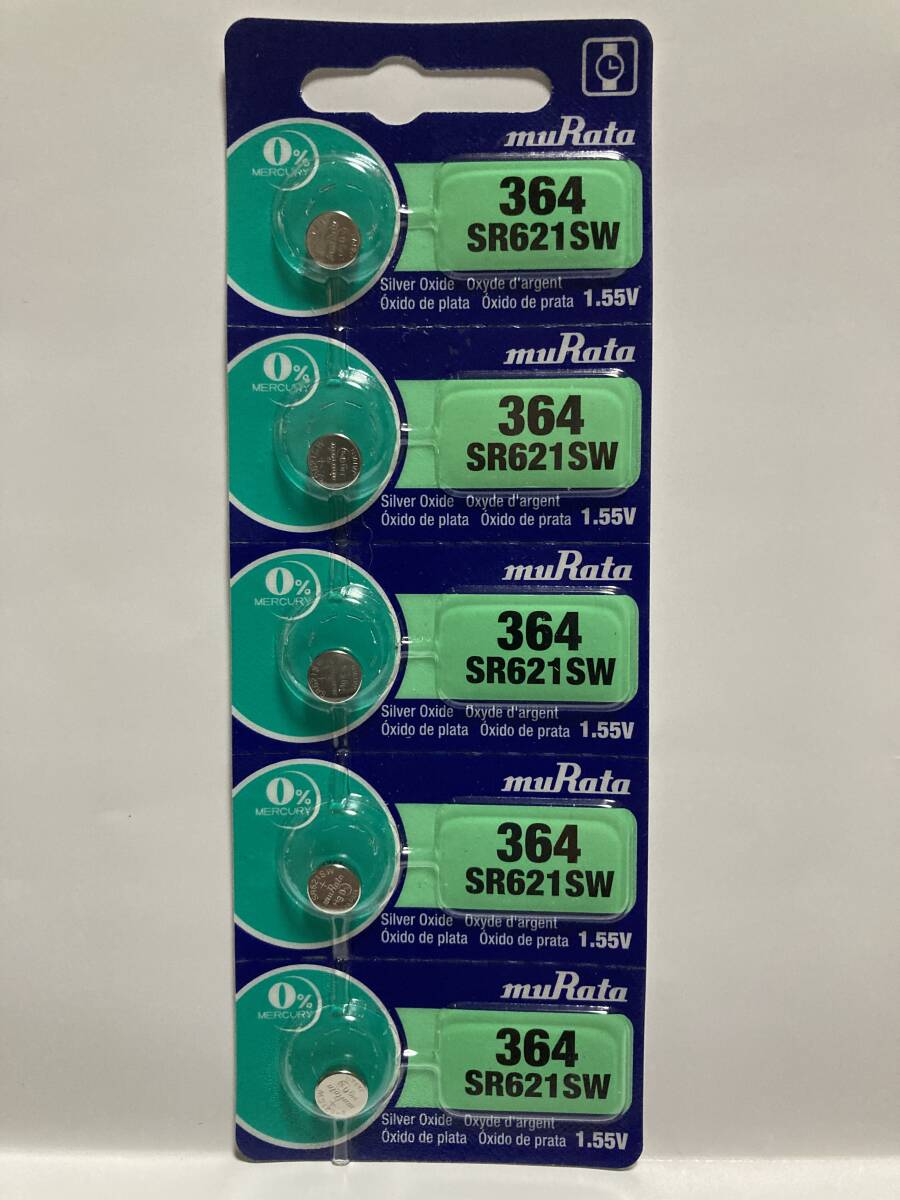 muRata
0%
MERCURY
364
SR621SW
Silver Oxide Oxyde d'argent
Óxido de plata Óxido de prata 1.55V
muRata
0%
MERCURY
364
SR621SW
Silver Oxide Oxyde d'argent
Óxido de plata Óxido de prata 1.55V
muRata
0%
MERCURY
364
SR621SW
Silver Oxide Oxyde d'argent
Óxido de plata Óxido de prata 1.55V
muRata
0%
MERCURY
364
SR621SW
SR621SW
+
muRata
Silver Oxide Oxyde d'argent
Óxido de plata Óxido de prata 1.55V
muRata
0%
MERCURY
364
SR621SW
muRata
Silver Oxide Oxyde d'argent
Óxido de plata Óxido de prata 1.55V